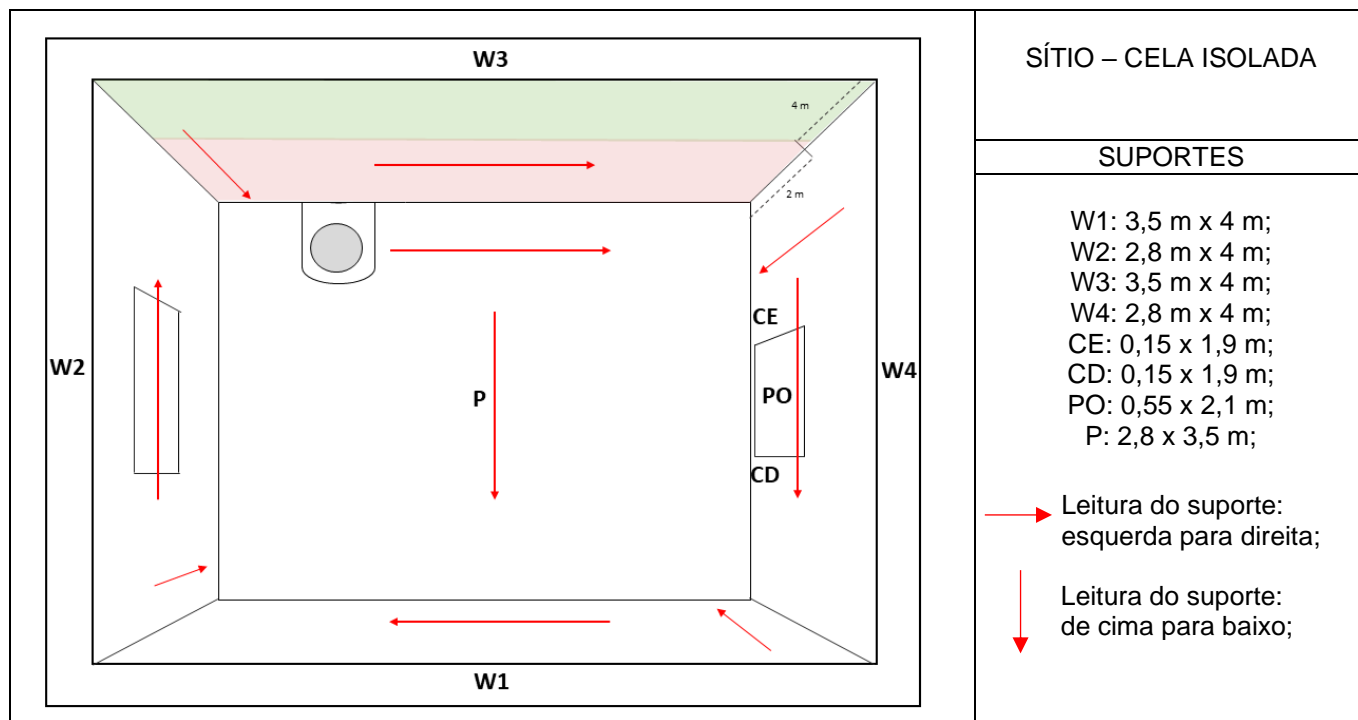 W3
4 m
2 m
CE
W2
W4
P
PO
CD
W1
SÍTIO – CELA ISOLADA
SUPORTES
W1: 3,5 m x 4 m;
W2: 2,8 m x 4 m;
W3: 3,5 m x 4 m;
W4: 2,8 m x 4 m;
CE: 0,15 x 1,9 m;
CD: 0,15 x 1,9 m;
PO: 0,55 x 2,1 m;
P: 2,8 x 3,5 m;
Leitura do suporte:
esquerda para direita;
Leitura do suporte:
de cima para baixo;